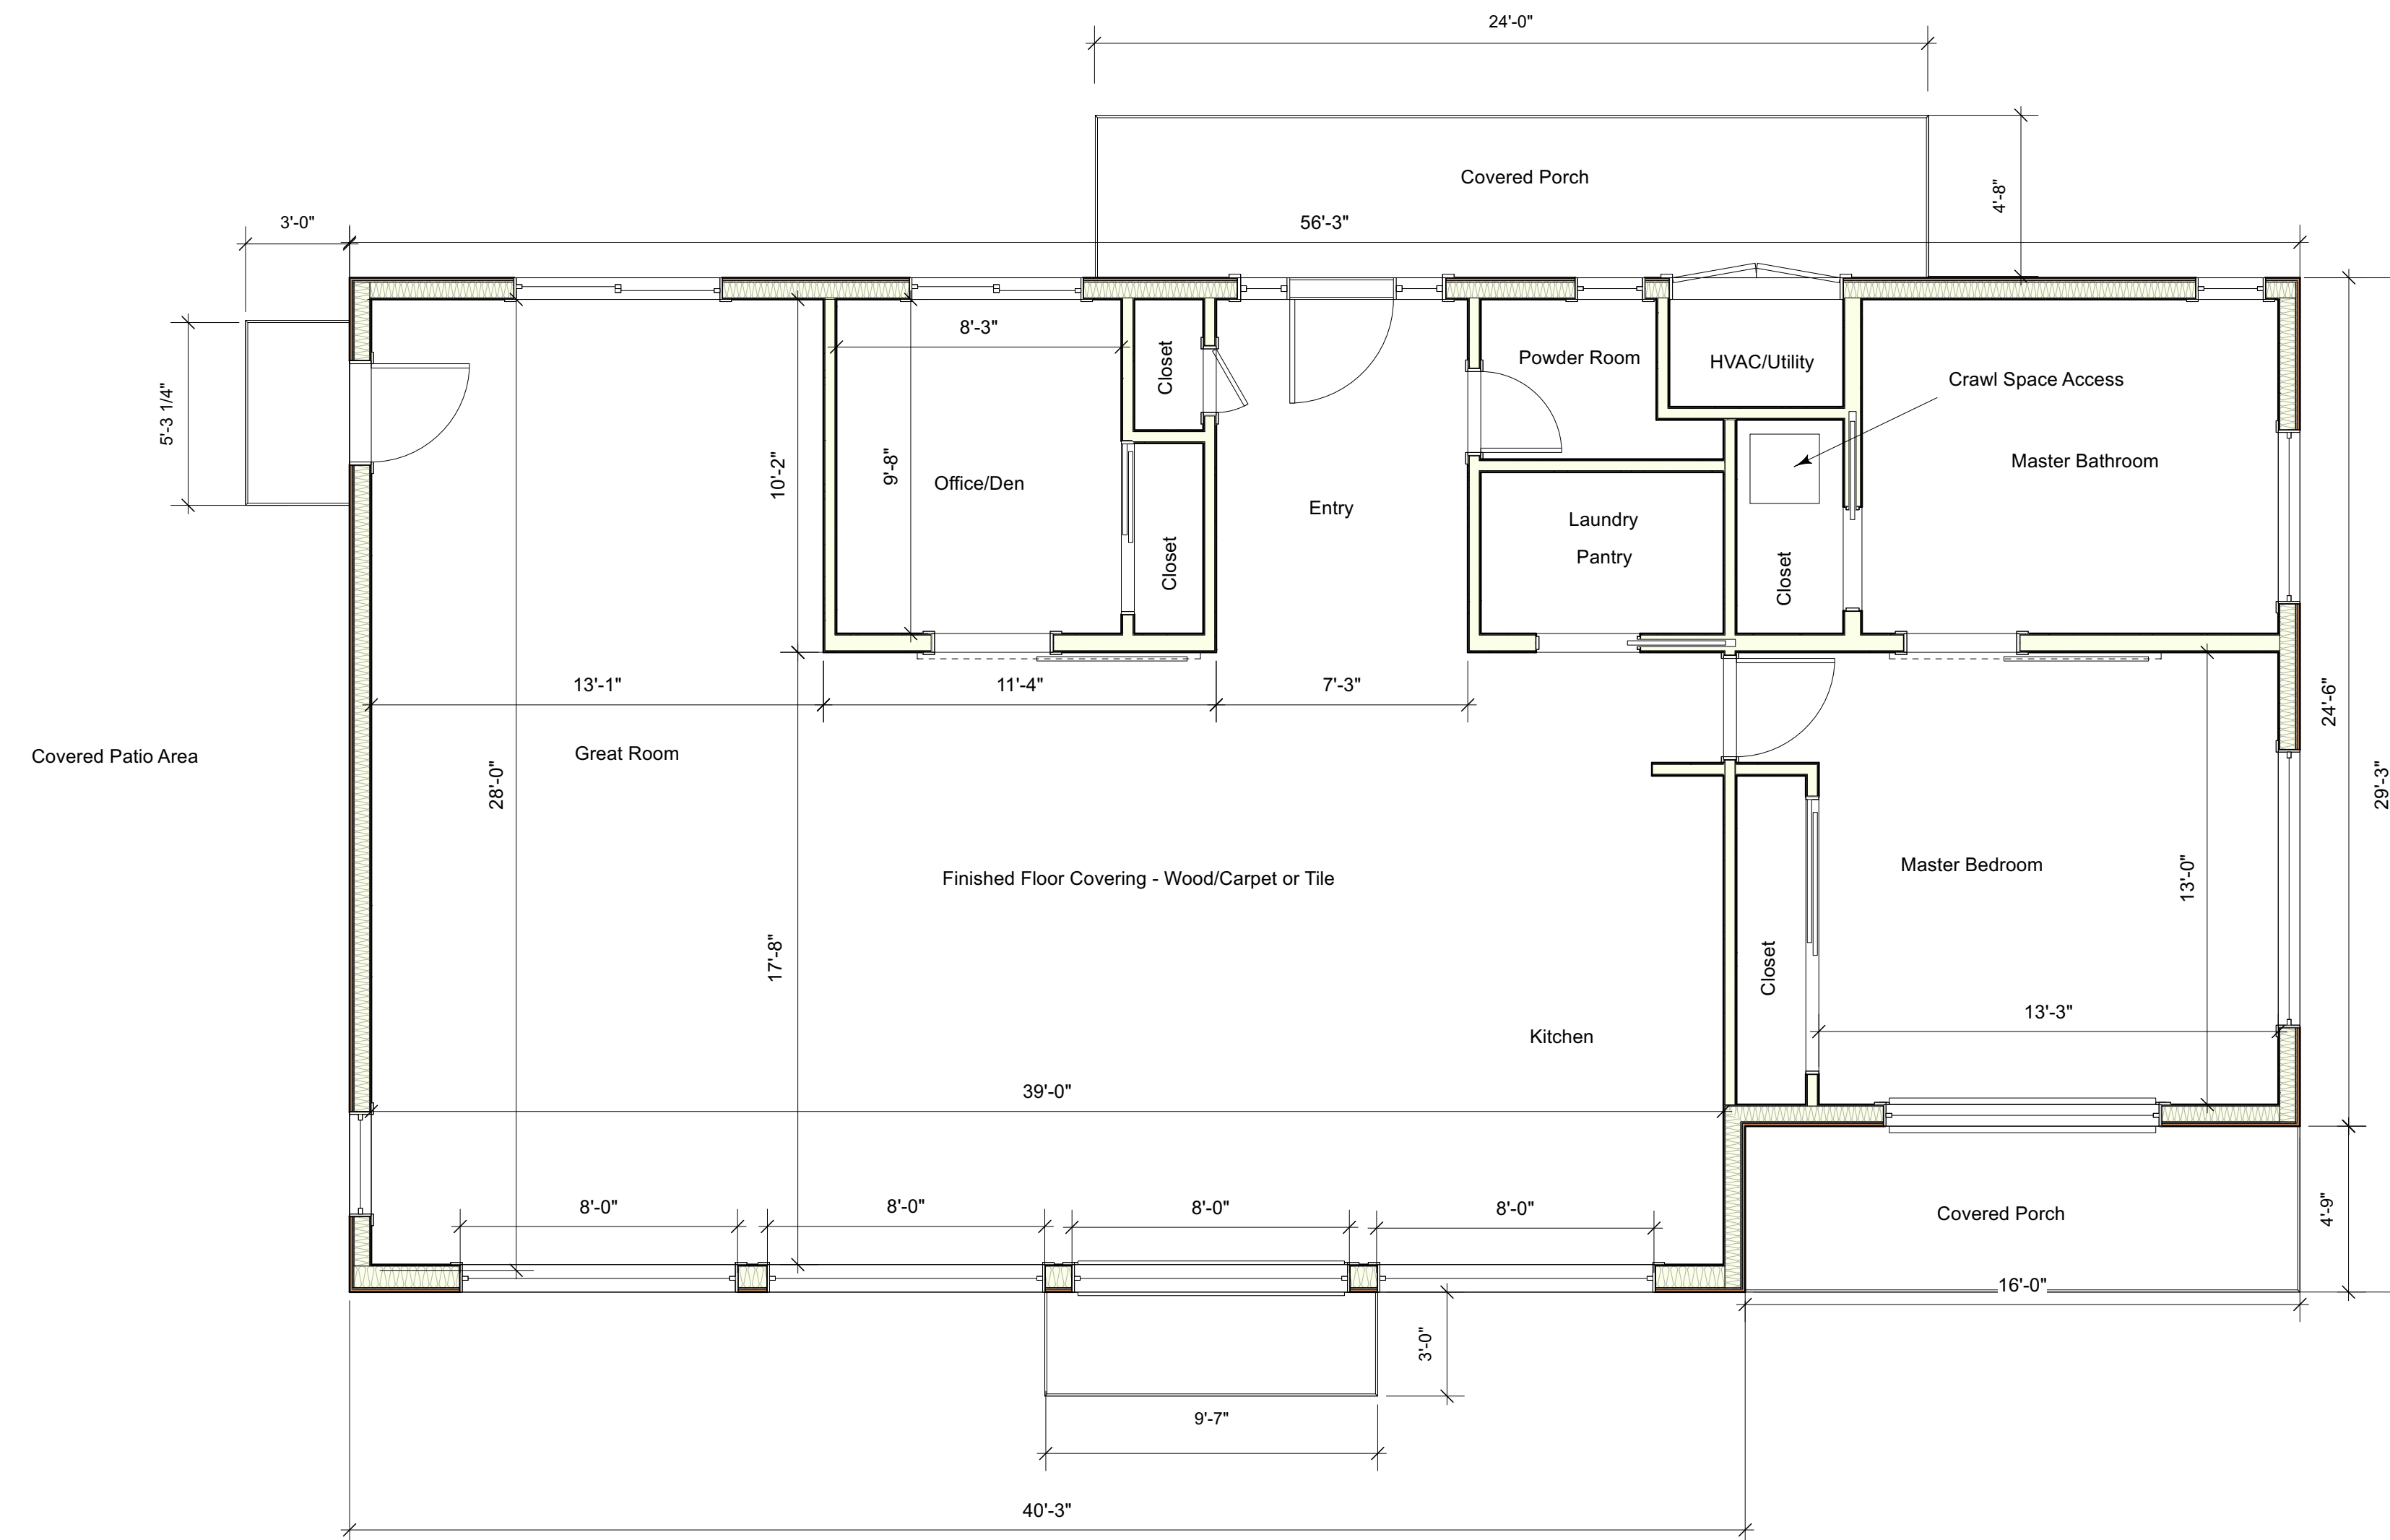 24'-0"
Covered Porch
4'-8"
3'-0"
56'-3"
8'-3"
Closet
Powder Room
HVAC/Utility
Crawl Space Access
5'-3 1/4"
10'-2"
9'-8"
Office/Den
Master Bathroom
Entry
Laundry
Pantry
Closet
Closet
13'-1"
11'-4"
7'-3"
24'-6"
Covered Patio Area
Great Room
28'-0"
29'-3"
Finished Floor Covering - Wood/Carpet or Tile
Master Bedroom
13'-0"
17'-8"
Closet
13'-3"
Kitchen
39'-0"
8'-0"
8'-0"
8'-0"
8'-0"
Covered Porch
4'-9"
16'-0"
3'-0"
9'-7"
40'-3"